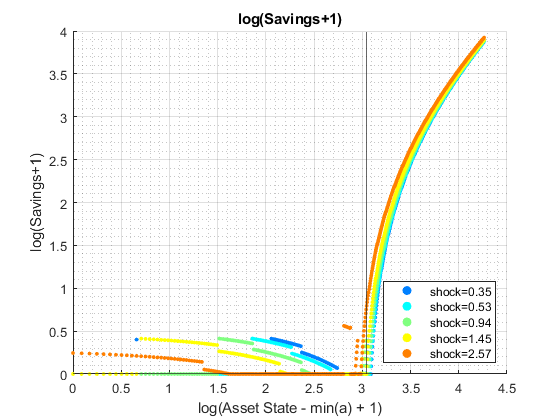 log(Savings+1)
log(Savings+1)
4
3.5
3
2.5
2
1.5
1
0.5
0
0
0.5
1
1.5
2
2.5
3
3.5
4
4.5
log(Asset State - min(a) + 1)
shock=0.35
shock=0.53
shock=0.94
shock=1.45
shock=2.57